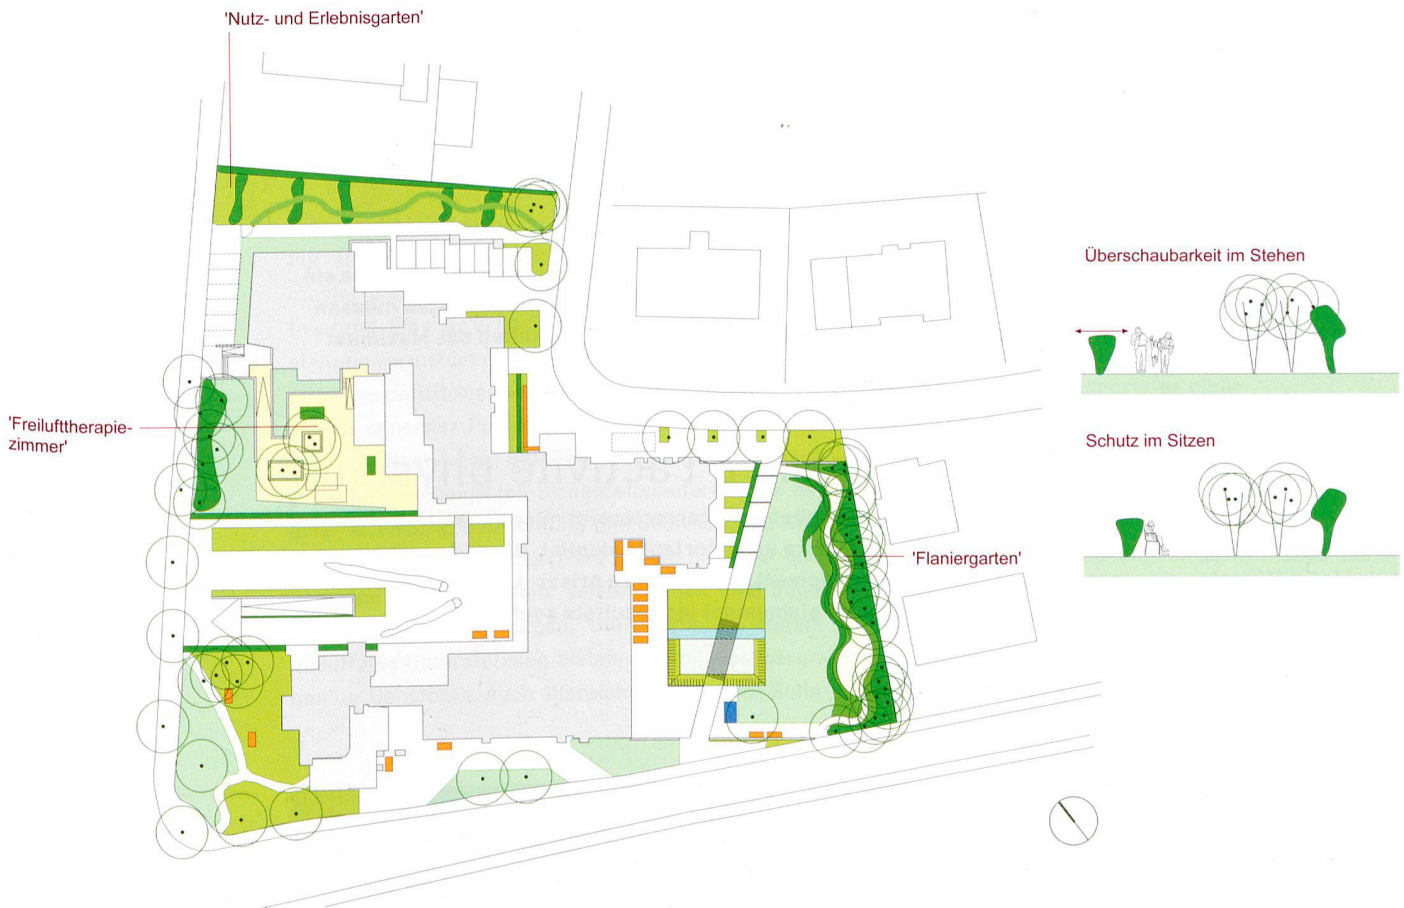 'Nutz- und Erlebnisgarten'
Überschaubarkeit im Stehen
'Freilufttherapie-
zimmer'
Schutz im Sitzen
'Flaniergarten'